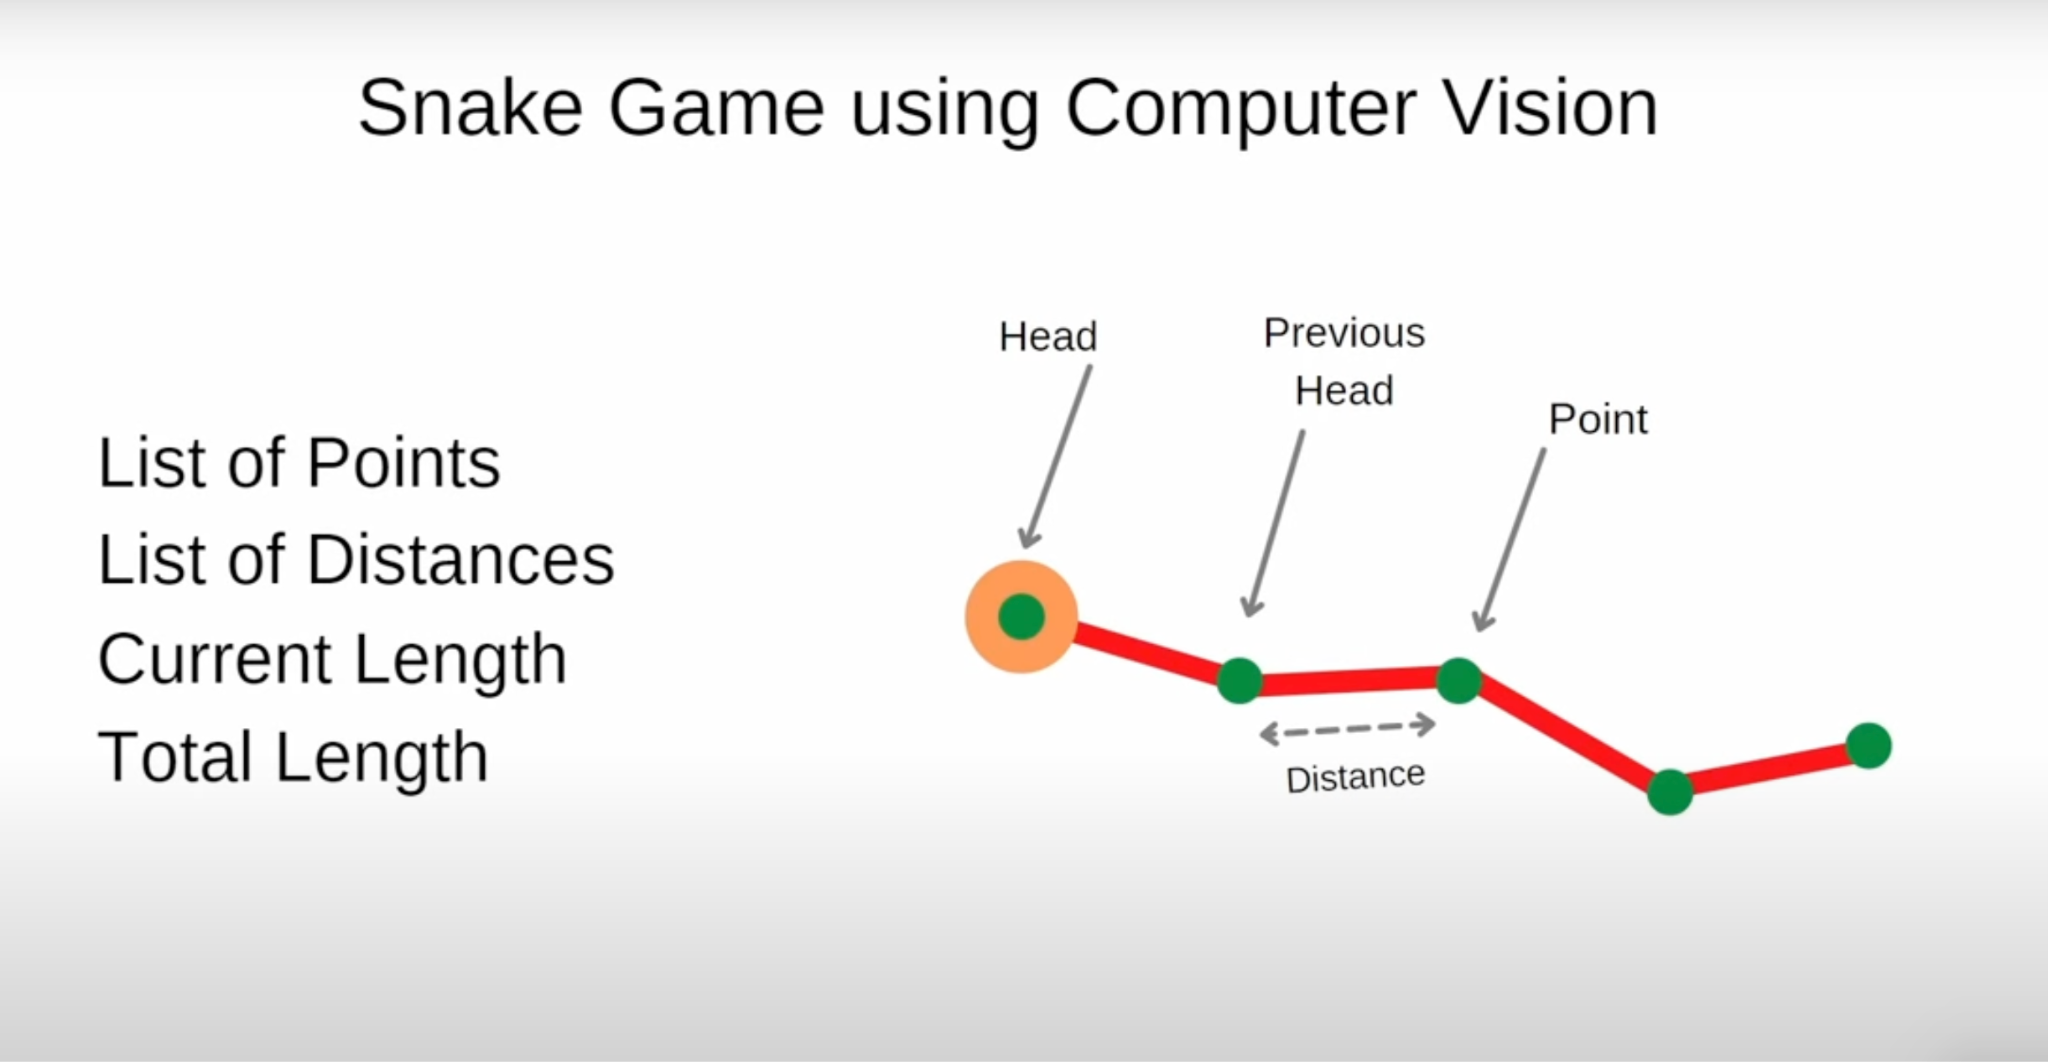 Snake Game using Computer Vision
List of Points
List of Distances
Current Length
Total Length
Head
Previous
Head
Point
Distance